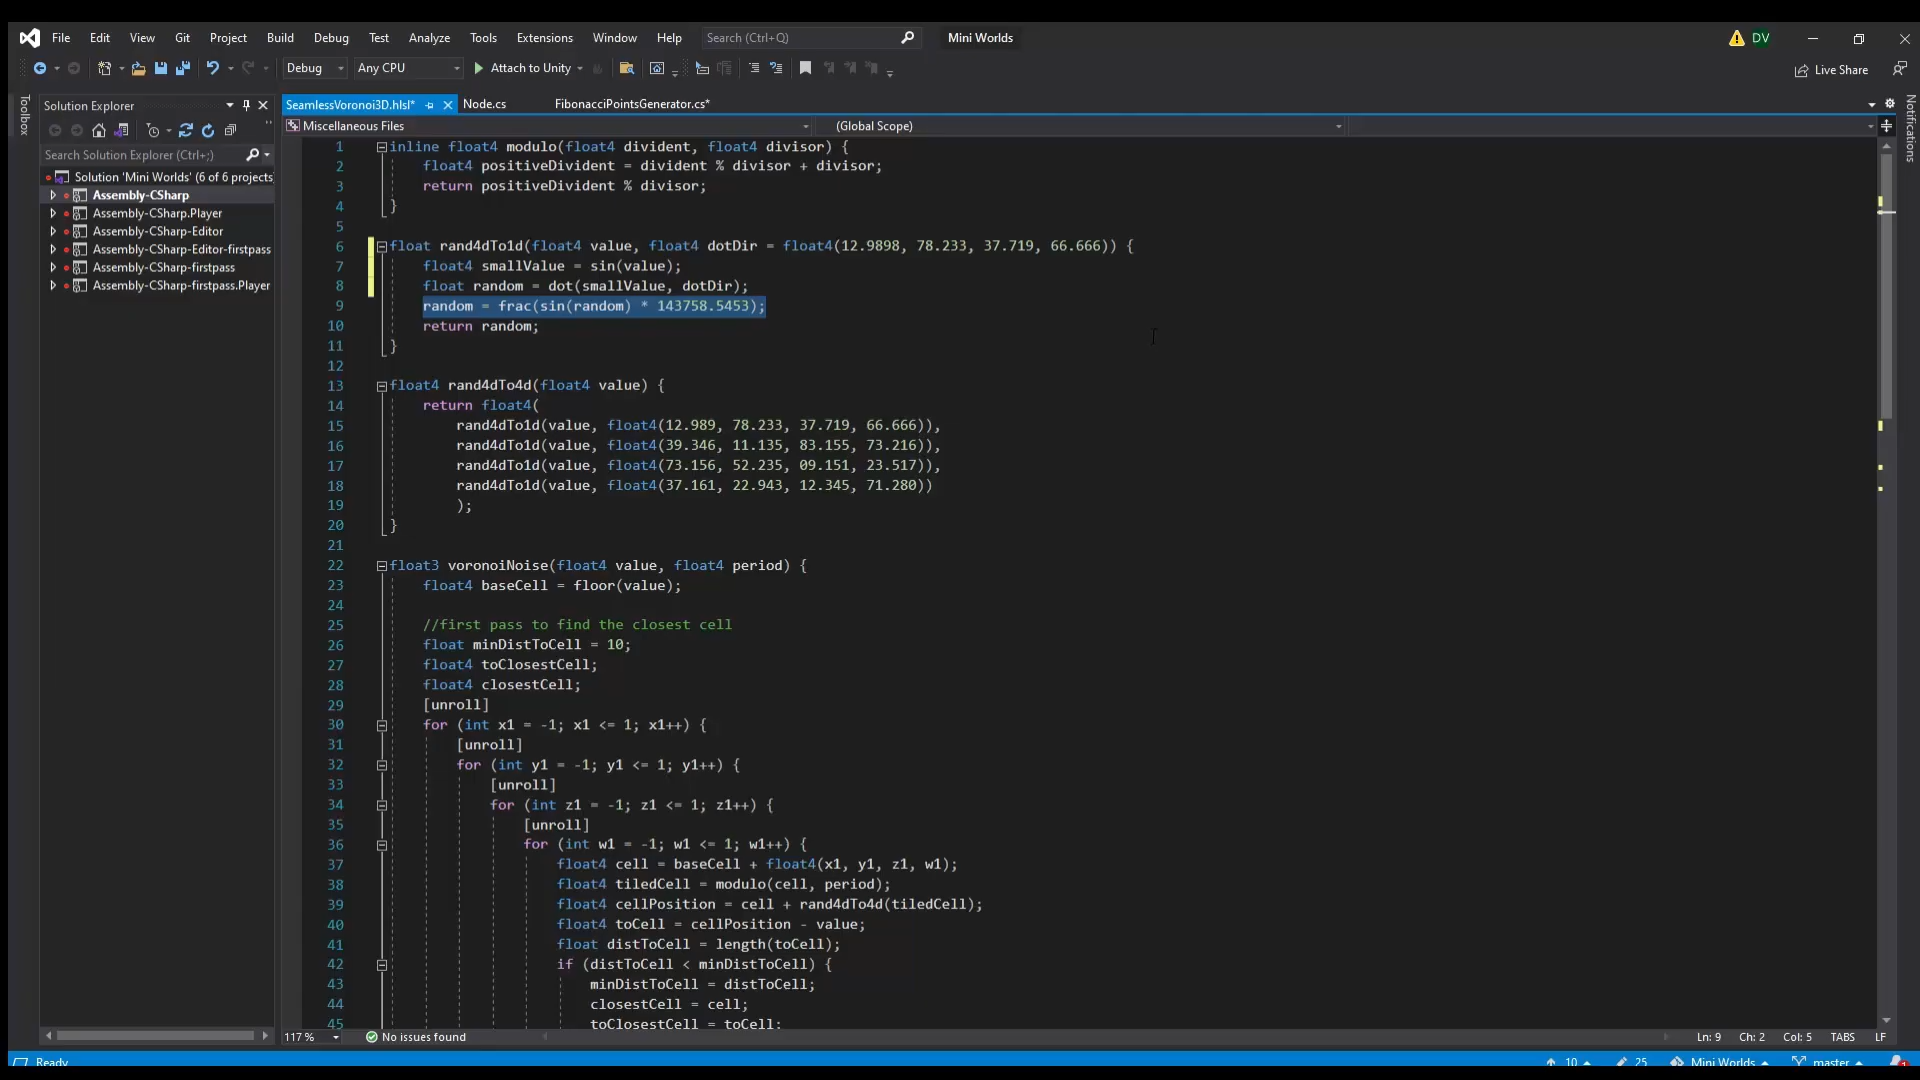 File Edit View Git Project Build Debug Test Analyze Tools Extensions Window Help Search (Ctrl+Q) Mini Worlds DV
Debug Any CPU Attach to Unity Live Share
Toolbox
Solution Explorer
Search Solution Explorer (Ctrl+;)
Solution 'Mini Worlds' (6 of 6 projects)
Assembly-CSharp
Assembly-CSharp.Player
Assembly-CSharp-Editor
Assembly-CSharp-Editor-firstpass
Assembly-CSharp-firstpass
Assembly-CSharp-firstpass.Player
SeamlessVoronoi3D.hlsl* Node.cs FibonacciPointsGenerator.cs*
Miscellaneous Files (Global Scope)
Notifications
1 inline float4 modulo(float4 divident, float4 divisor) {
2 float4 positiveDivident = divident % divisor + divisor;
3 return positiveDivident % divisor;
4 }
5
6 float rand4dTo1d(float4 value, float4 dotDir = float4(12.9898, 78.233, 37.719, 66.666)) {
7 float4 smallValue = sin(value);
8 float random = dot(smallValue, dotDir);
9 random = frac(sin(random) * 143758.5453);
10 return random;
11 }
12
13 float4 rand4dTo4d(float4 value) {
14 return float4(
15 rand4dTo1d(value, float4(12.989, 78.233, 37.719, 66.666)),
16 rand4dTo1d(value, float4(39.346, 11.135, 83.155, 73.216)),
17 rand4dTo1d(value, float4(73.156, 52.235, 09.151, 23.517)),
18 rand4dTo1d(value, float4(37.161, 22.943, 12.345, 71.280))
19 );
20 }
21
22 float3 voronoiNoise(float4 value, float4 period) {
23 float4 baseCell = floor(value);
24
25 //first pass to find the closest cell
26 float minDistToCell = 10;
27 float4 toClosestCell;
28 float4 closestCell;
29 [unroll]
30 for (int x1 = -1; x1 <= 1; x1++) {
31 [unroll]
32 for (int y1 = -1; y1 <= 1; y1++) {
33 [unroll]
34 for (int z1 = -1; z1 <= 1; z1++) {
35 [unroll]
36 for (int w1 = -1; w1 <= 1; w1++) {
37 float4 cell = baseCell + float4(x1, y1, z1, w1);
38 float4 tiledCell = modulo(cell, period);
39 float4 cellPosition = cell + rand4dTo4d(tiledCell);
40 float4 toCell = cellPosition - value;
41 float distToCell = length(toCell);
42 if (distToCell < minDistToCell) {
43 minDistToCell = distToCell;
44 closestCell = cell;
45 toClosestCell = toCell;
117 % No issues found Ln: 9 Ch: 2 Col: 5 TABS LF
Ready 10 25 Mini Worlds master